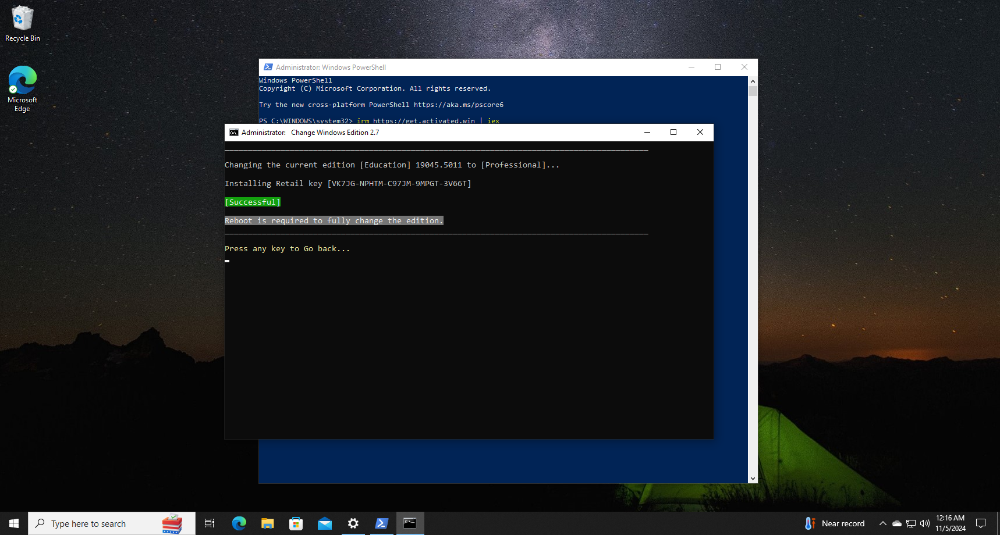 Recycle Bin
Microsoft
Edge
Administrator: Windows PowerShell
Windows PowerShell
Copyright (C) Microsoft Corporation. All rights reserved.
Try the new cross-platform PowerShell https://aka.ms/pscore6
PS C:\WINDOWS\system32> irm https://get.activated.win | iex
Administrator:  Change Windows Edition 2.7
Changing the current edition [Education] 19045.5011 to [Professional]...
Installing Retail key [VK7JG-NPHTM-C97JM-9MPGT-3V66T]
[Successful]
Reboot is required to fully change the edition.
Press any key to Go back...
Type here to search
Near record
12:16 AM
11/5/2024